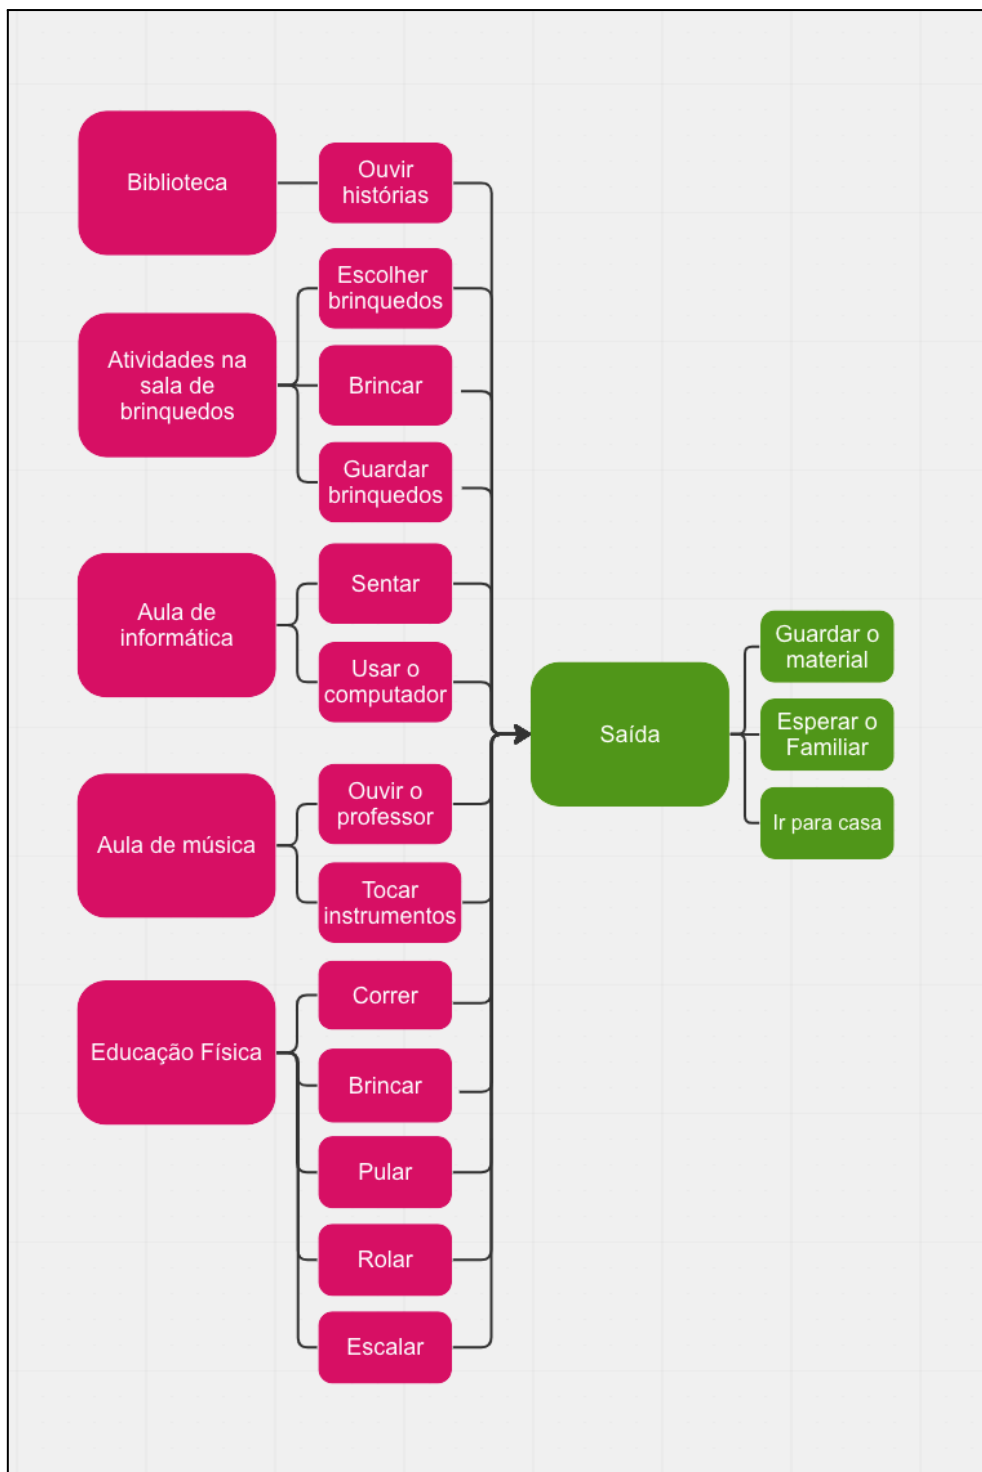 Biblioteca
Ouvir
histórias
Atividades na
sala de
brinquedos
Escolher
brinquedos
Brincar
Guardar
brinquedos
Aula de
informática
Sentar
Usar o
computador
Aula de música
Ouvir o
professor
Tocar
instrumentos
Educação Física
Correr
Brincar
Pular
Rolar
Escalar
Saída
Guardar o
material
Esperar o
Familiar
Ir para casa